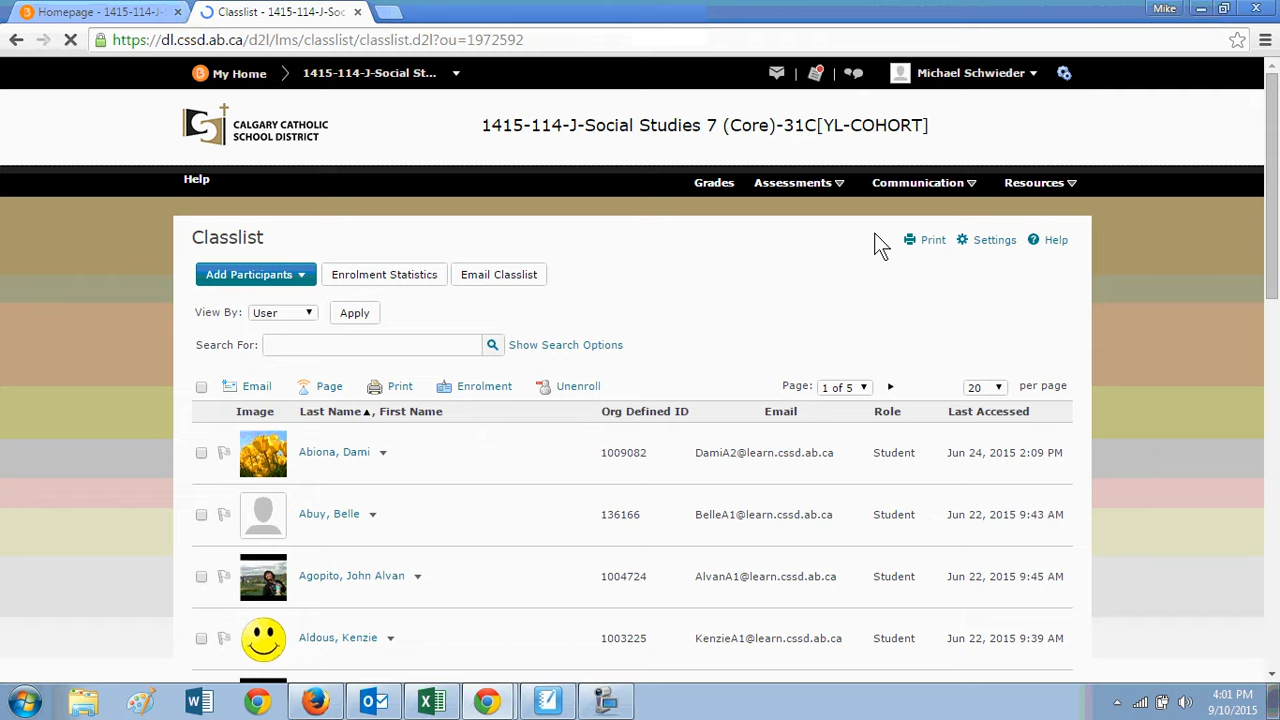 Homepage - 1415-114-J-
Classlist - 1415-114-J-Soc
Mike
https://dl.cssd.ab.ca/d2l/lms/classlist/classlist.d2l?ou=1972592
My Home
1415-114-J-Social St...
Michael Schwieder
CALGARY CATHOLIC
SCHOOL DISTRICT
1415-114-J-Social Studies 7 (Core)-31C[YL-COHORT]
Help
Grades Assessments Communication Resources
Classlist
Print Settings Help
Add Participants Enrolment Statistics Email Classlist
View By: User Apply
Search For: Show Search Options
Email Page Print Enrolment Unenroll Page: 1 of 5 20 per page
Image Last Name▲, First Name Org Defined ID Email Role Last Accessed
Abiona, Dami 1009082 DamiA2@learn.cssd.ab.ca Student Jun 24, 2015 2:09 PM
Abuy, Belle 136166 BelleA1@learn.cssd.ab.ca Student Jun 22, 2015 9:43 AM
Agopito, John Alvan 1004724 AlvanA1@learn.cssd.ab.ca Student Jun 22, 2015 9:45 AM
Aldous, Kenzie 1003225 KenzieA1@learn.cssd.ab.ca Student Jun 22, 2015 9:39 AM
4:01 PM
9/10/2015